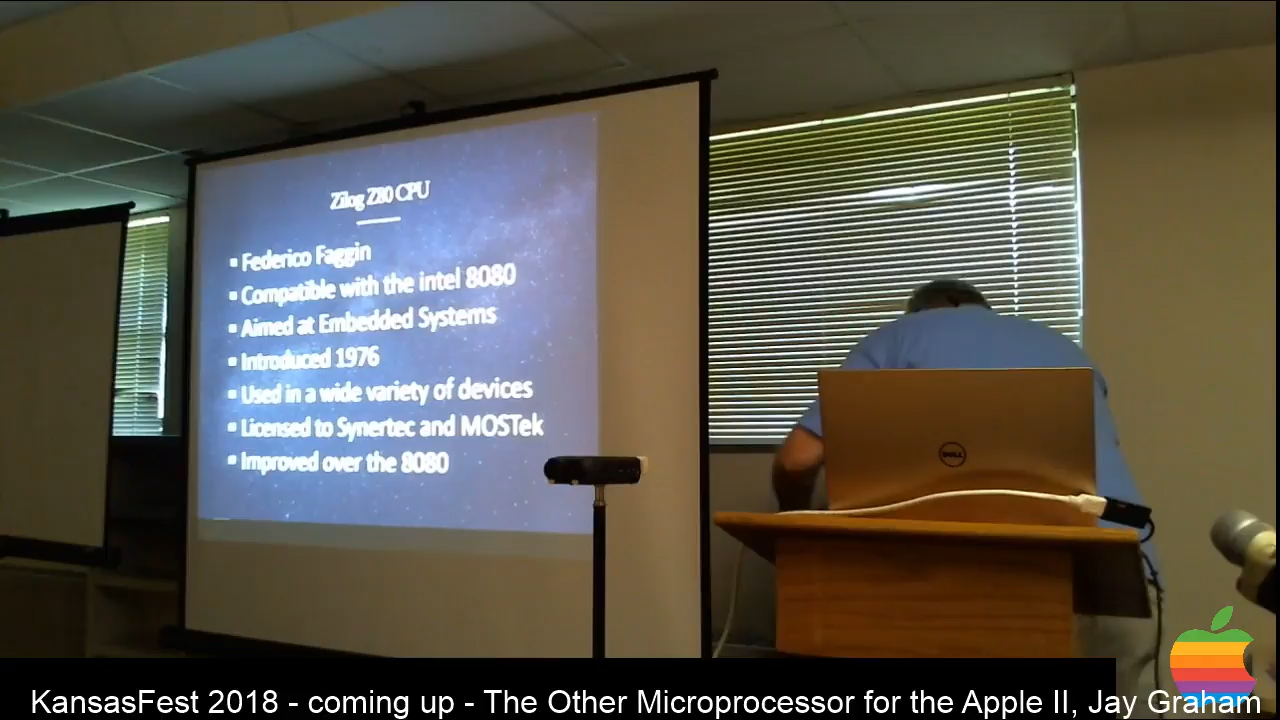 Zilog Z80 CPU
▪ Federico Faggin
▪ Compatible with the intel 8080
▪ Aimed at Embedded Systems
▪ Introduced 1976
▪ Used in a wide variety of devices
▪ Licensed to Synertec and MOSTek
▪ Improved over the 8080
DELL
KansasFest 2018 - coming up - The Other Microprocessor for the Apple II, Jay Graham